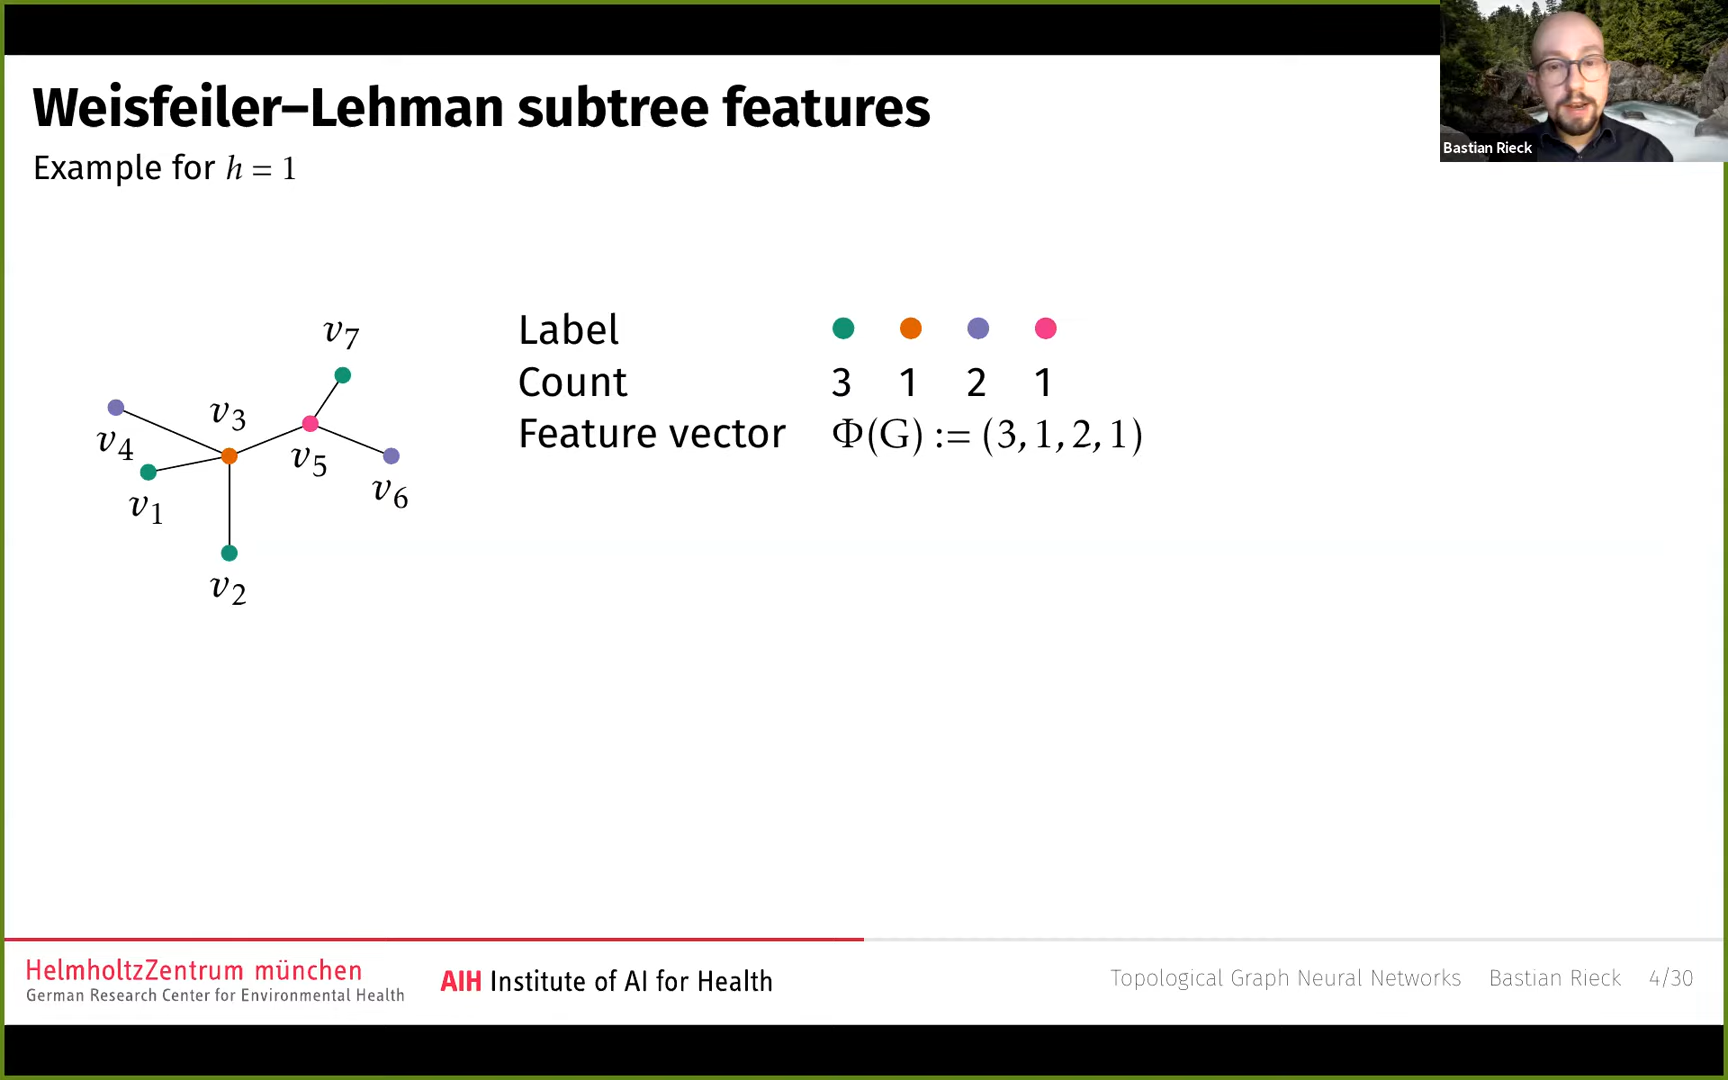 Weisfeiler–Lehman subtree features
Example for h = 1
Bastian Rieck
v7
v3
v4
v5
v1
v6
v2
Label
Count 3 1 2 1
Feature vector Φ(G) := (3, 1, 2, 1)
HelmholtzZentrum münchen
German Research Center for Environmental Health
AIH Institute of AI for Health
Topological Graph Neural Networks Bastian Rieck 4/30